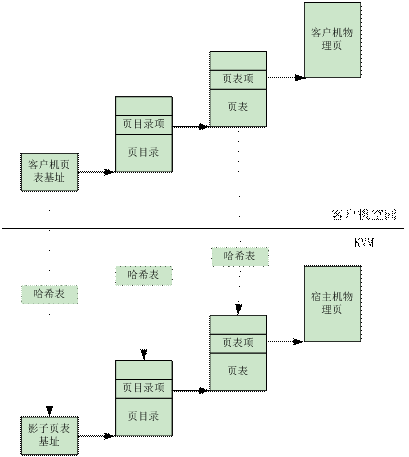 客户机物
理页
页表项
页表
页目录项
页目录
客户机页
表基址
客户机空间
KVM
哈希表
哈希表
哈希表
宿主机物
理页
页表项
页表
页目录项
页目录
影子页表
基址